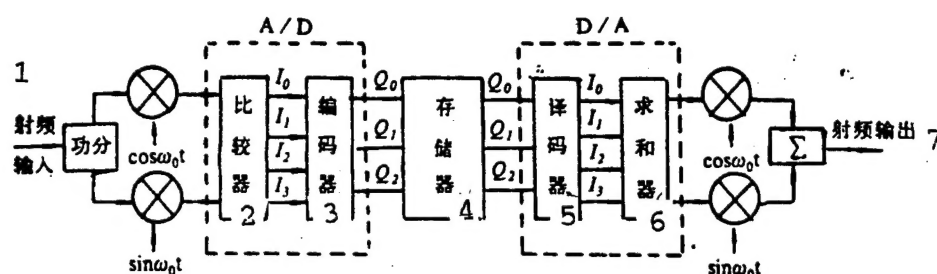 A/D
D/A
1
射频
输入
功分
cosω₀t
sinω₀t
比较器
2
I₀
I₁
I₂
I₃
编码器
3
Q₀
Q₁
Q₂
存储器
4
Q₀
Q₁
Q₂
译码器
5
I₀
I₁
I₂
I₃
求和器
6
cosω₀t
sinω₀t
Σ
射频输出
7